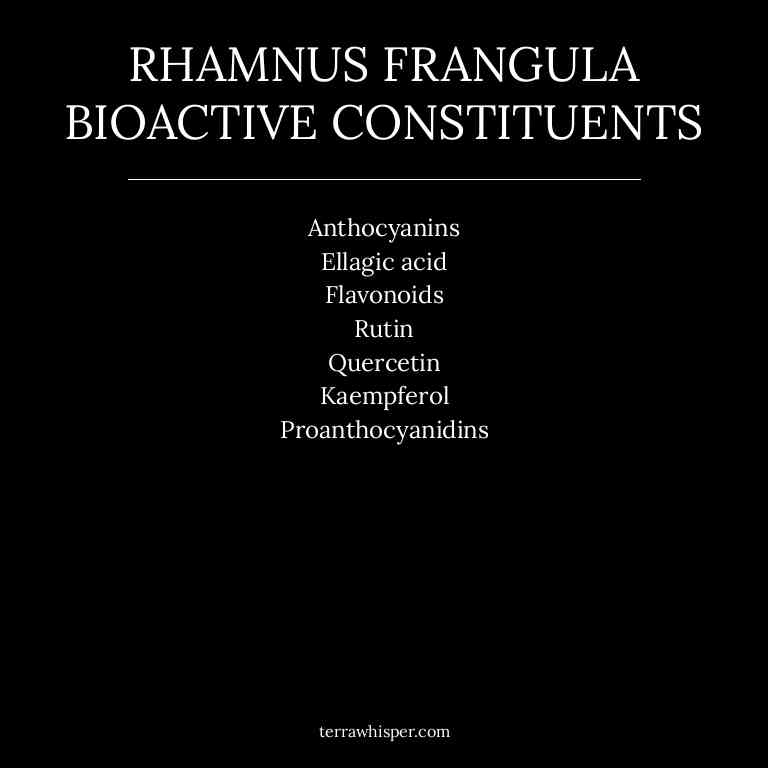 RHAMNUS FRANGULA
BIOACTIVE CONSTITUENTS
Anthocyanins
Ellagic acid
Flavonoids
Rutin
Quercetin
Kaempferol
Proanthocyanidins
terrawhisper.com